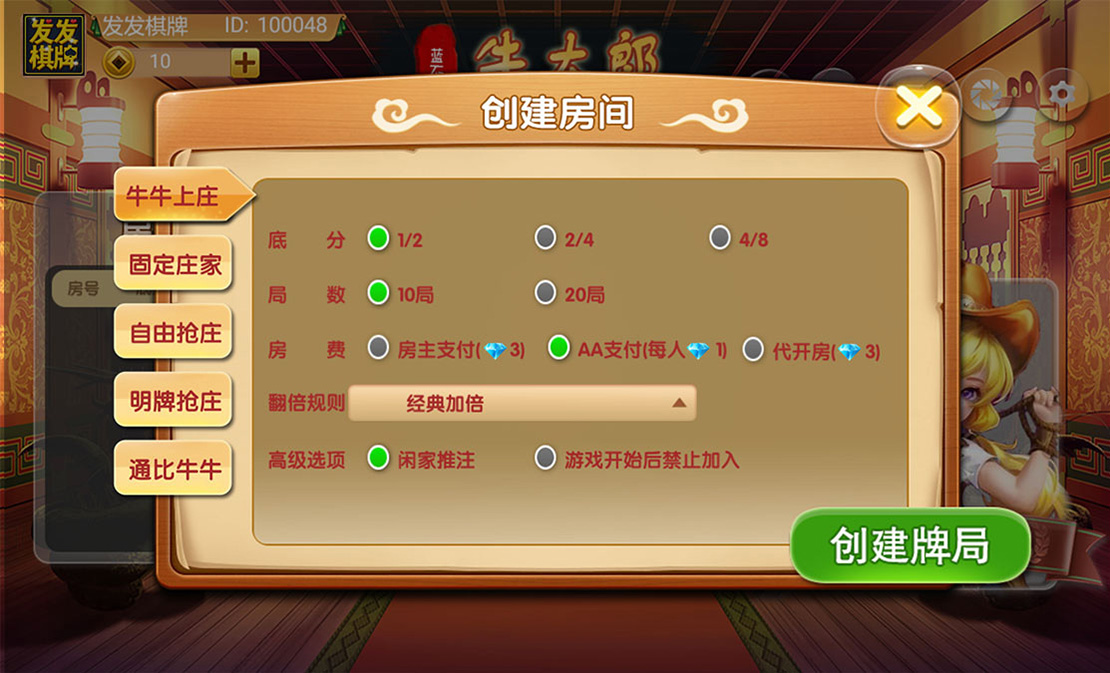 发发棋牌
发发棋牌 ID: 100048
10
蓝
牛太郎
创建房间
牛牛上庄
固定庄家
自由抢庄
明牌抢庄
通比牛牛
房号
底 分 1/2 2/4 4/8
局 数 10局 20局
房 费 房主支付(3) AA支付(每人1) 代开房(3)
翻倍规则 经典加倍
高级选项 闲家推注 游戏开始后禁止加入
创建牌局